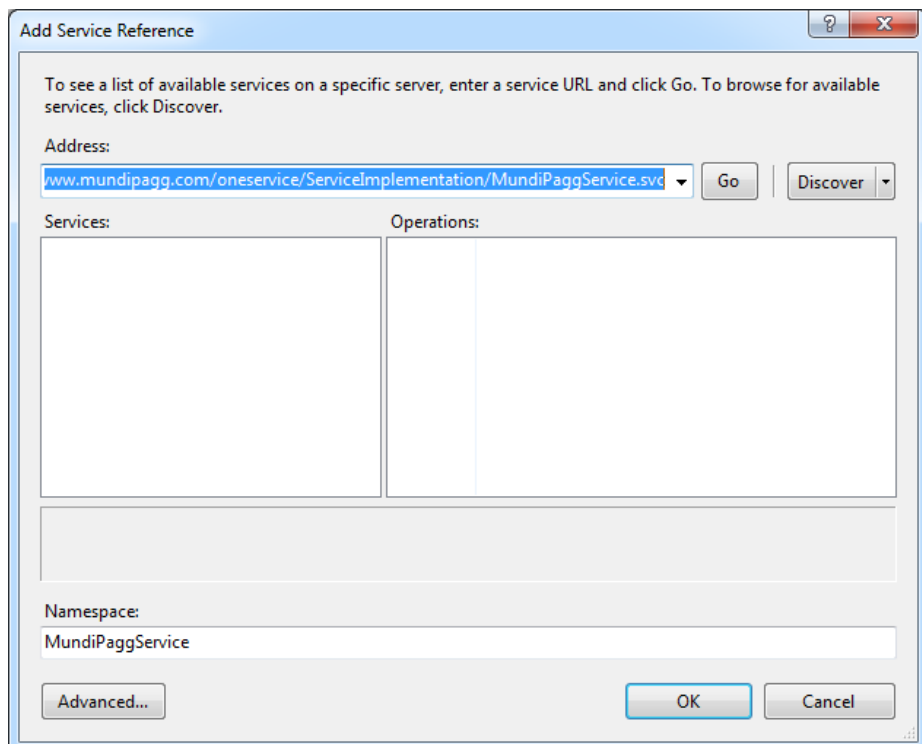 Add Service Reference
To see a list of available services on a specific server, enter a service URL and click Go. To browse for available
services, click Discover.
Address:
www.mundipagg.com/oneservice/ServiceImplementation/MundiPaggService.svc
Go
Discover
Services:
Operations:
Namespace:
MundiPaggService
Advanced...
OK
Cancel